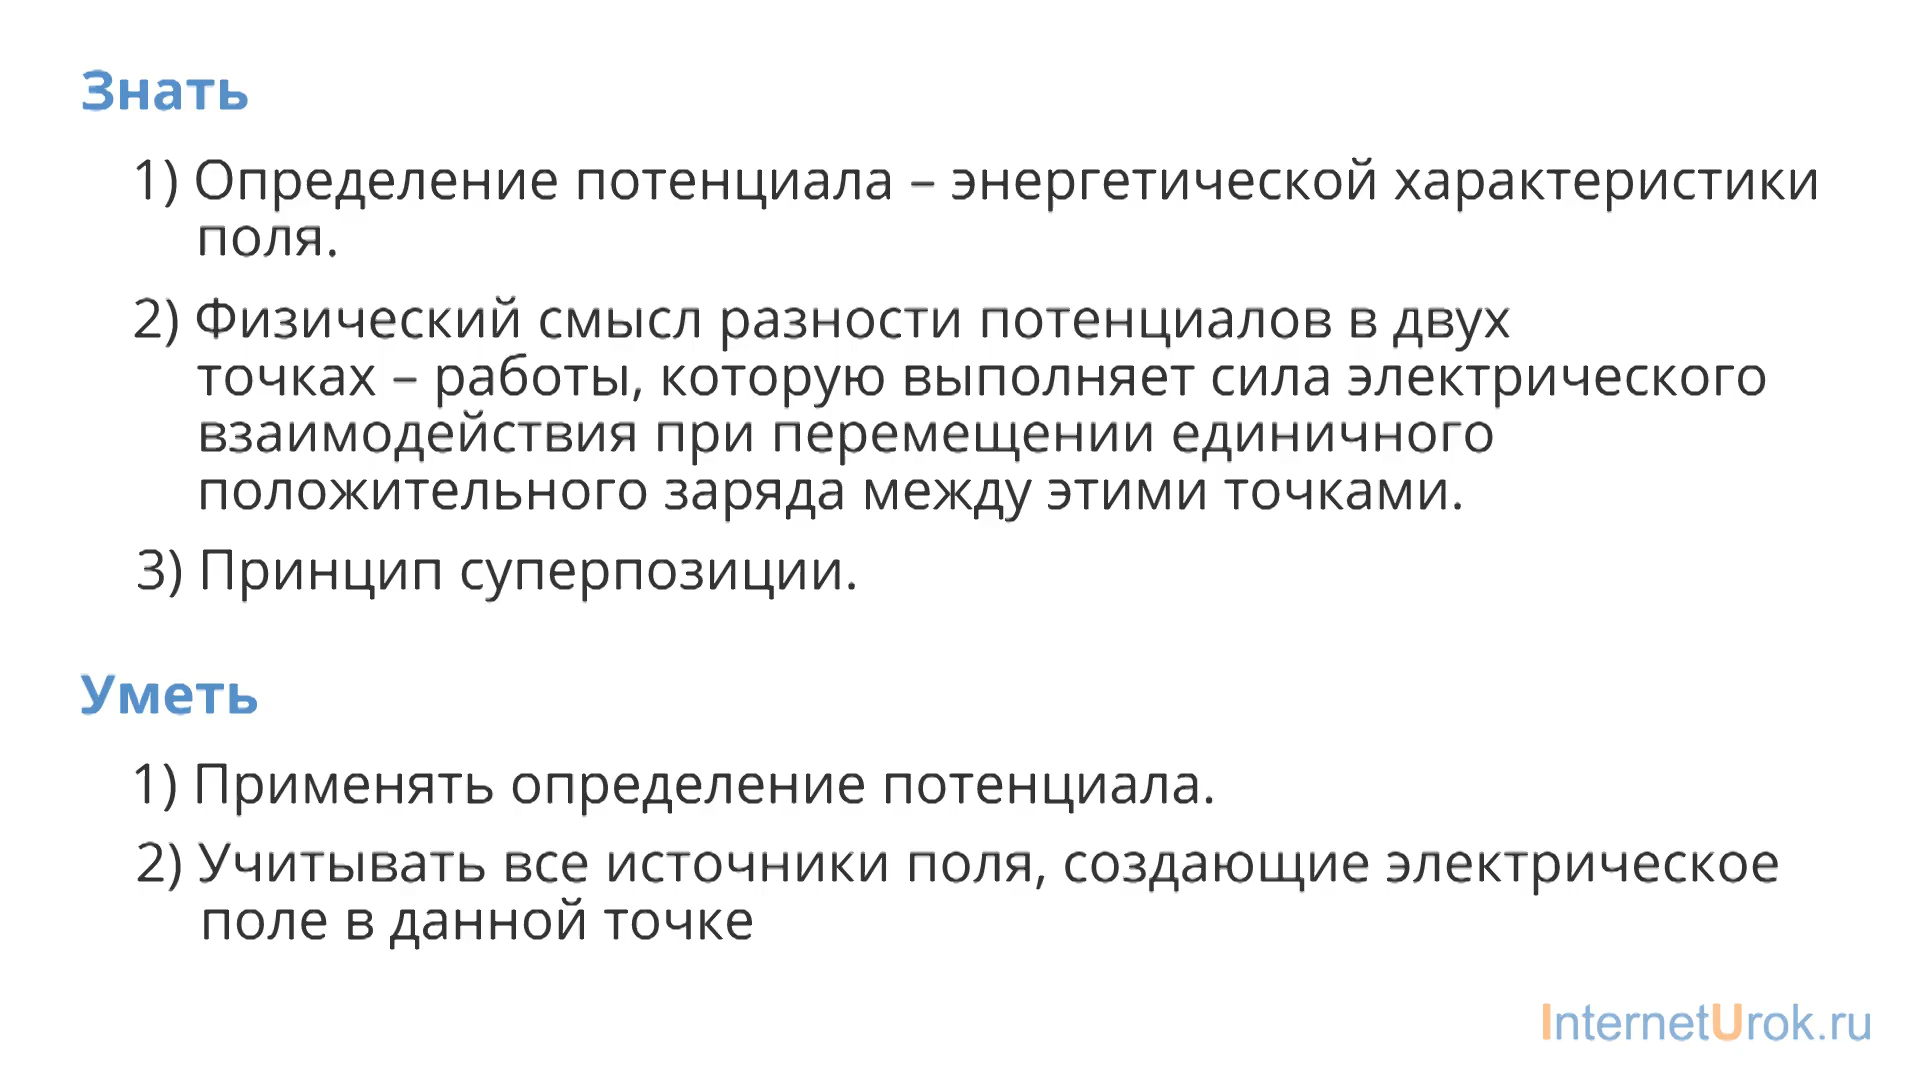 Знать
1) Определение потенциала – энергетической характеристики
поля.
2) Физический смысл разности потенциалов в двух
точках – работы, которую выполняет сила электрического
взаимодействия при перемещении единичного
положительного заряда между этими точками.
3) Принцип суперпозиции.
Уметь
1) Применять определение потенциала.
2) Учитывать все источники поля, создающие электрическое
поле в данной точке
InternetUrok.ru